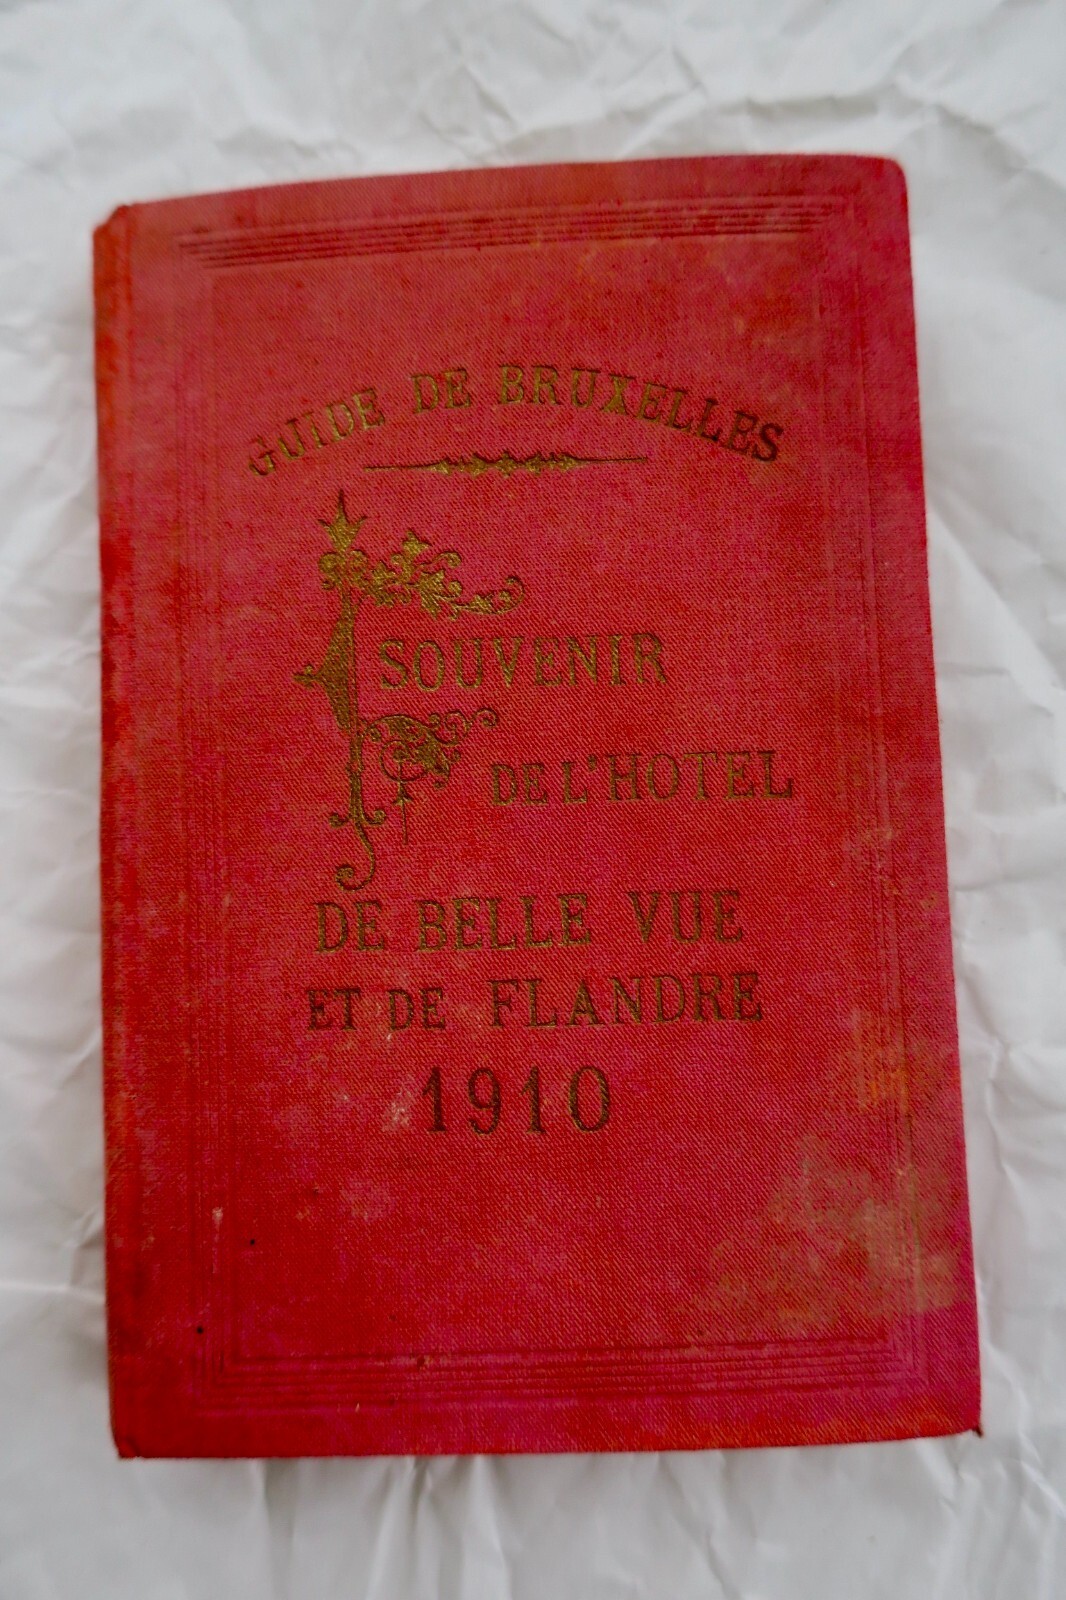 GUIDE DE BRUXELLES
SOUVENIR
DE L'HOTEL
DE BELLE VUE
ET DE FLANDRE
1910